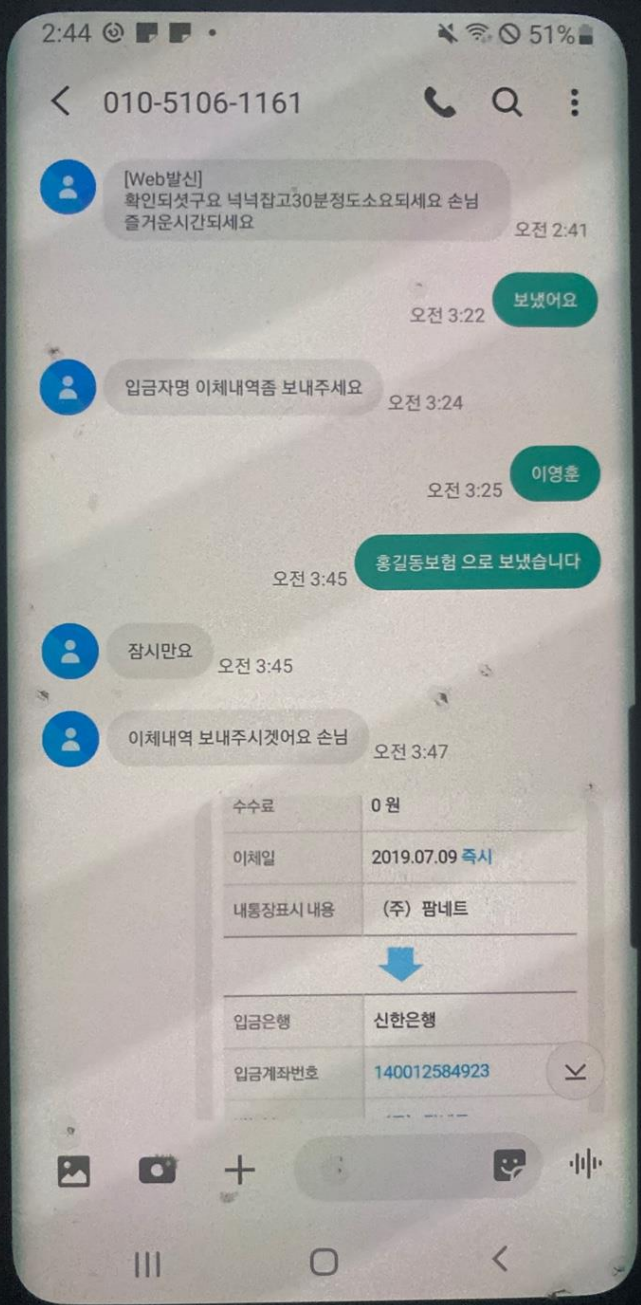 2:44
51%
010-5106-1161
[Web발신]
확인되셧구요 넉넉잡고30분정도소요되세요 손님
즐거운시간되세요
오전 2:41
보냈어요
오전 3:22
입금자명 이체내역좀 보내주세요
오전 3:24
이영훈
오전 3:25
홍길동보험 으로 보냈습니다
오전 3:45
잠시만요
오전 3:45
이체내역 보내주시겟어요 손님
오전 3:47
수수료 0 원
이체일 2019.07.09 즉시
내통장표시 내용 (주) 팜네트
입금은행 신한은행
입금계좌번호 140012584923